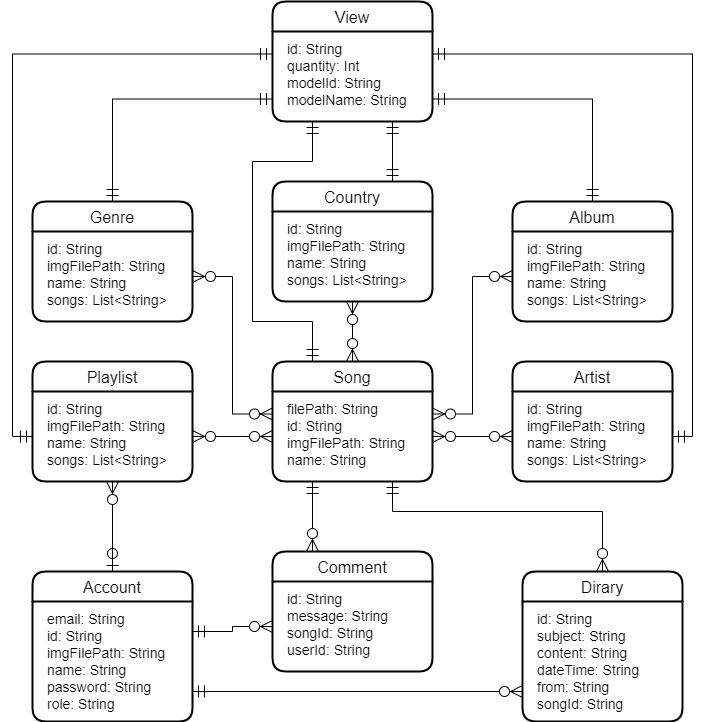 View
id: String
quantity: Int
modelId: String
modelName: String
Genre
id: String
imgFilePath: String
name: String
songs: List<String>
Country
id: String
imgFilePath: String
name: String
songs: List<String>
Album
id: String
imgFilePath: String
name: String
songs: List<String>
Playlist
id: String
imgFilePath: String
name: String
songs: List<String>
Song
filePath: String
id: String
imgFilePath: String
name: String
Artist
id: String
imgFilePath: String
name: String
songs: List<String>
Account
email: String
id: String
imgFilePath: String
name: String
password: String
role: String
Comment
id: String
message: String
songId: String
userId: String
Dirary
id: String
subject: String
content: String
dateTime: String
from: String
songId: String